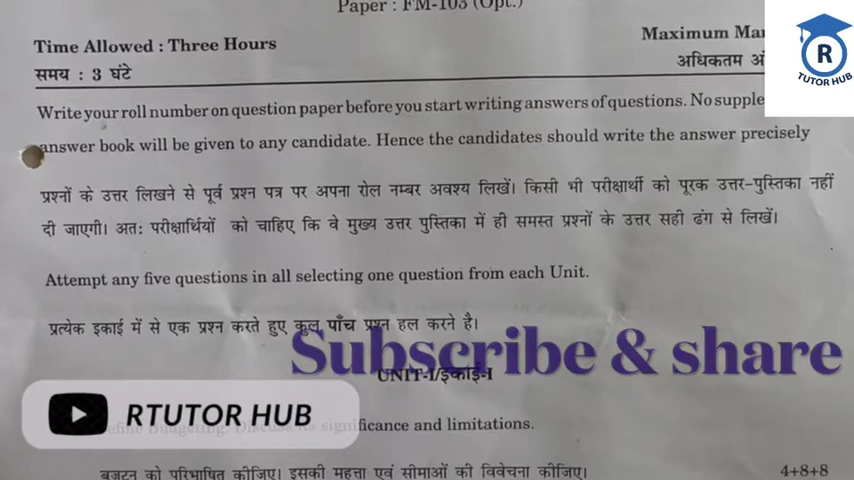 Paper : FM-103 (Opt.)
Time Allowed : Three Hours
Maximum
समय : 3 घंटे
अधिकतम
R
TUTOR HUB
Write your roll number on question paper before you start writing answers of questions. No
answer book will be given to any candidate. Hence the candidates should write the answer precisely
प्रश्नों के उत्तर लिखने से पूर्व प्रश्न पत्र पर अपना रोल नम्बर अवश्य लिखें। किसी भी परीक्षार्थी को पूरक उत्तर-पुस्तिका नहीं
दी जाएगी। अतः परीक्षार्थियों को चाहिए कि वे मुख्य उत्तर पुस्तिका में ही समस्त प्रश्नों के उत्तर सही ढंग से लिखें।
Attempt any five questions in all selecting one question from each Unit.
प्रत्येक इकाई में से एक प्रश्न करते हुए कुल पाँच प्रश्न हल करने है।
Subscribe & share
UNIT-I/इकाई-I
RTUTOR HUB
Budgeting. Discuss its significance and limitations.
बजटन को परिभाषित कीजिए। इसकी महत्ता एवं सीमाओं की विवेचना कीजिए।
4+8+8